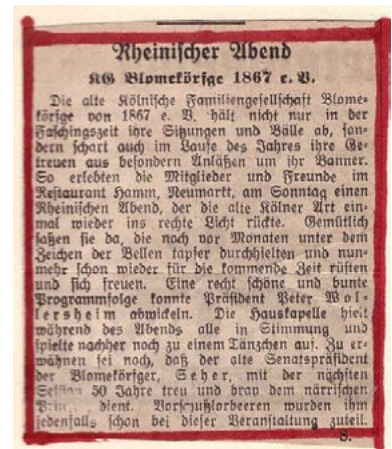 Rheinischer Abend
KG Blomekörfge 1867 e. V.
Die alte Kölnische Familiengesellschaft Blome-
körfge von 1867 e. V. hält nicht nur in der
Faschingszeit ihre Sitzungen und Bälle ab, son-
dern schart auch im Laufe des Jahres ihre Ge-
treuen aus besondern Anläßen um ihr Banner.
So erlebten die Mitglieder und Freunde im
Restaurant Hamm, Neumarkt, am Sonntag einen
Rheinischen Abend, der die alte Kölner Art ein-
mal wieder ins rechte Licht rückte. Gemütlich
saßen sie da, die noch vor Monaten unter dem
Zeichen der Bellen tapfer durchhielten und nun-
mehr schon wieder für die kommende Zeit rüsten
und sich freuen. Eine recht schöne und bunte
Programmfolge konnte Präsident Peter Wol-
lersheim abwickeln. Die Hauskapelle hielt
während des Abends alle in Stimmung und
spielte nachher noch zu einem Tänzchen auf. Zu er-
wähnen sei noch, daß der alte Senatspräsident
der Blomekörfger, Seher, mit der nächsten
Session 50 Jahre treu und brav dem närrischen
dient. Vorschußlorbeeren wurden ihm
jedenfalls schon bei dieser Veranstaltung zuteil.
S.